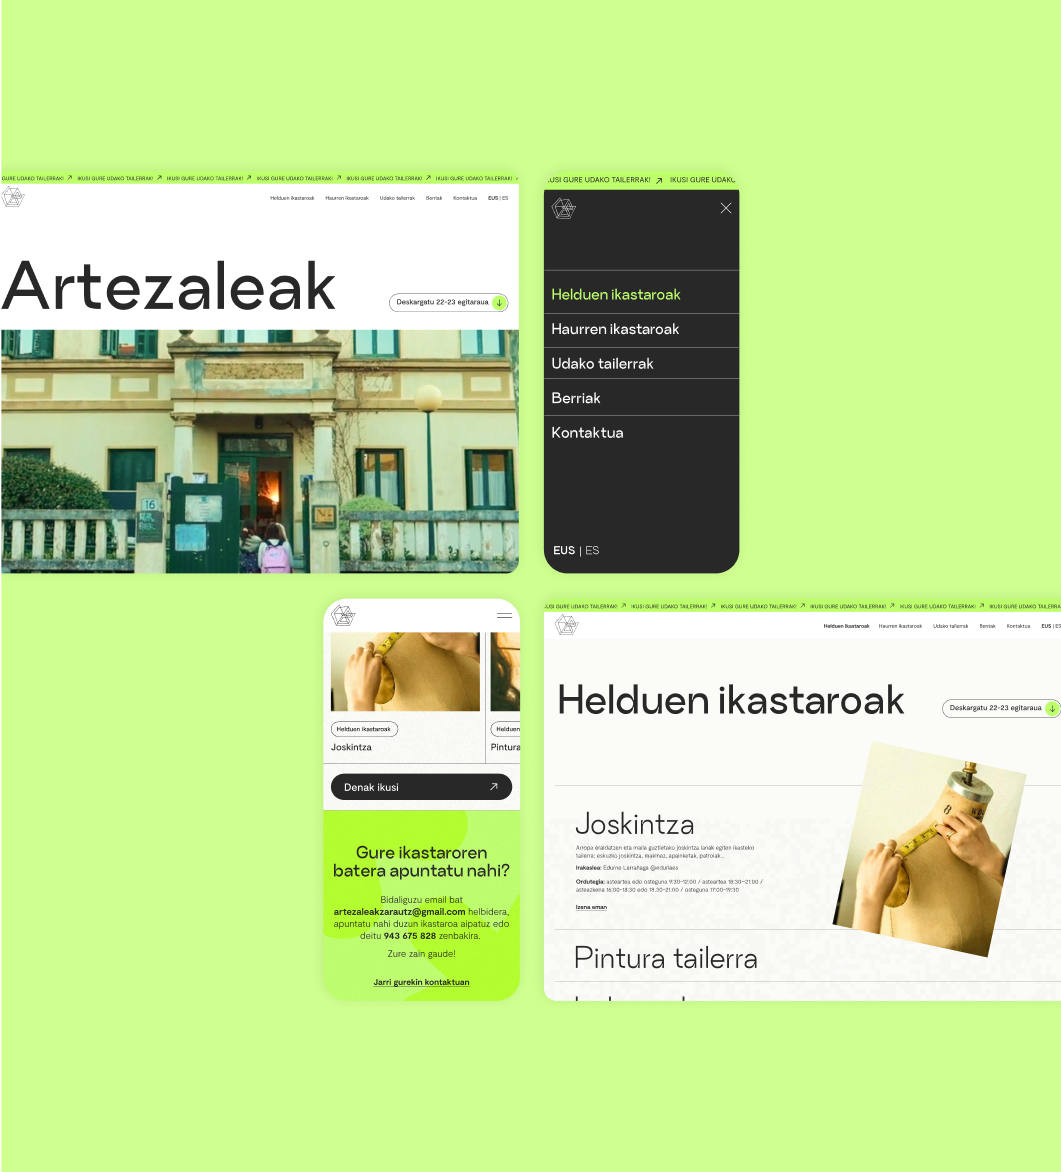 GURE UDAKO TAILERRAK! ↗ IKUSI GURE UDAKO TAILERRAK! ↗ IKUSI GURE UDAKO TAILERRAK! ↗ IKUSI GURE UDAKO TAILERRAK! ↗ IKUSI GURE UDAKO TAILERRAK! ↗ IKUSI GURE UDAKO TAILERRAK!
Helduen ikastaroak Haurren ikastaroak Udako tailerrak Berriak Kontaktua EUS | ES
Artezaleak
Deskargatu 22-23 egitaraua ↓
16
.USI GURE UDAKO TAILERRAK! ↗ IKUSI GURE UDAKO
Helduen ikastaroak
Haurren ikastaroak
Udako tailerrak
Berriak
Kontaktua
EUS | ES
Helduen ikastaroak
Joskintza
Helduen
Pintura
Denak ikusi ↗
Gure ikastaroren
batera apuntatu nahi?
Bidaliguzu email bat
artezaleakzarautz@gmail.com helbidera,
apuntatu nahi duzun ikastaroa aipatuz edo
deitu 943 675 828 zenbakira.
Zure zain gaude!
Jarri gurekin kontaktuan
USI GURE UDAKO TAILERRAK! ↗ IKUSI GURE UDAKO TAILERRAK! ↗ IKUSI GURE UDAKO TAILERRAK! ↗ IKUSI GURE UDAKO TAILERRAK! ↗ IKUSI GURE UDAKO TAILERRAK! ↗ IKUSI GURE UDAKO TAILERRA
Helduen ikastaroak Haurren ikastaroak Udako tailerrak Berriak Kontaktua EUS | ES
Helduen ikastaroak
Deskargatu 22-23 egitaraua ↓
Joskintza
Arropa eraldatzen eta maila guztietako joskintza lanak egiten ikasteko
tailerra: eskuzko joskintza, makinaz, apainketak, patroiak...
Irakaslea: Edurne Larrañaga @edurlaes
Ordutegia: asteartea edo osteguna 9:30-12:00 / asteartea 18:30-21:00 /
asteazkena 16:00-18:30 edo 18:30-21:00 / osteguna 17:00-19:30
Izena eman
8
Pintura tailerra